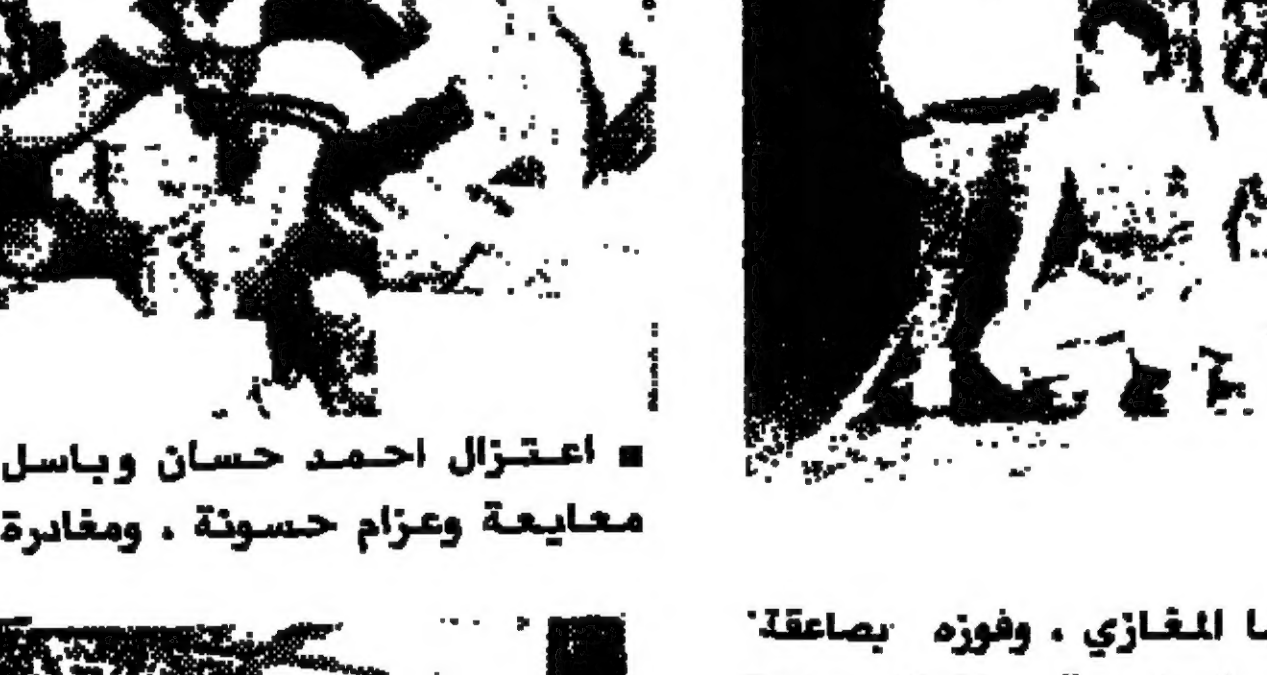 ا المغازي ، وفوزه بصاعقة
■ اعتزال احمد حسان وباسل
معايعة وعزام حسونة ، ومغادرة